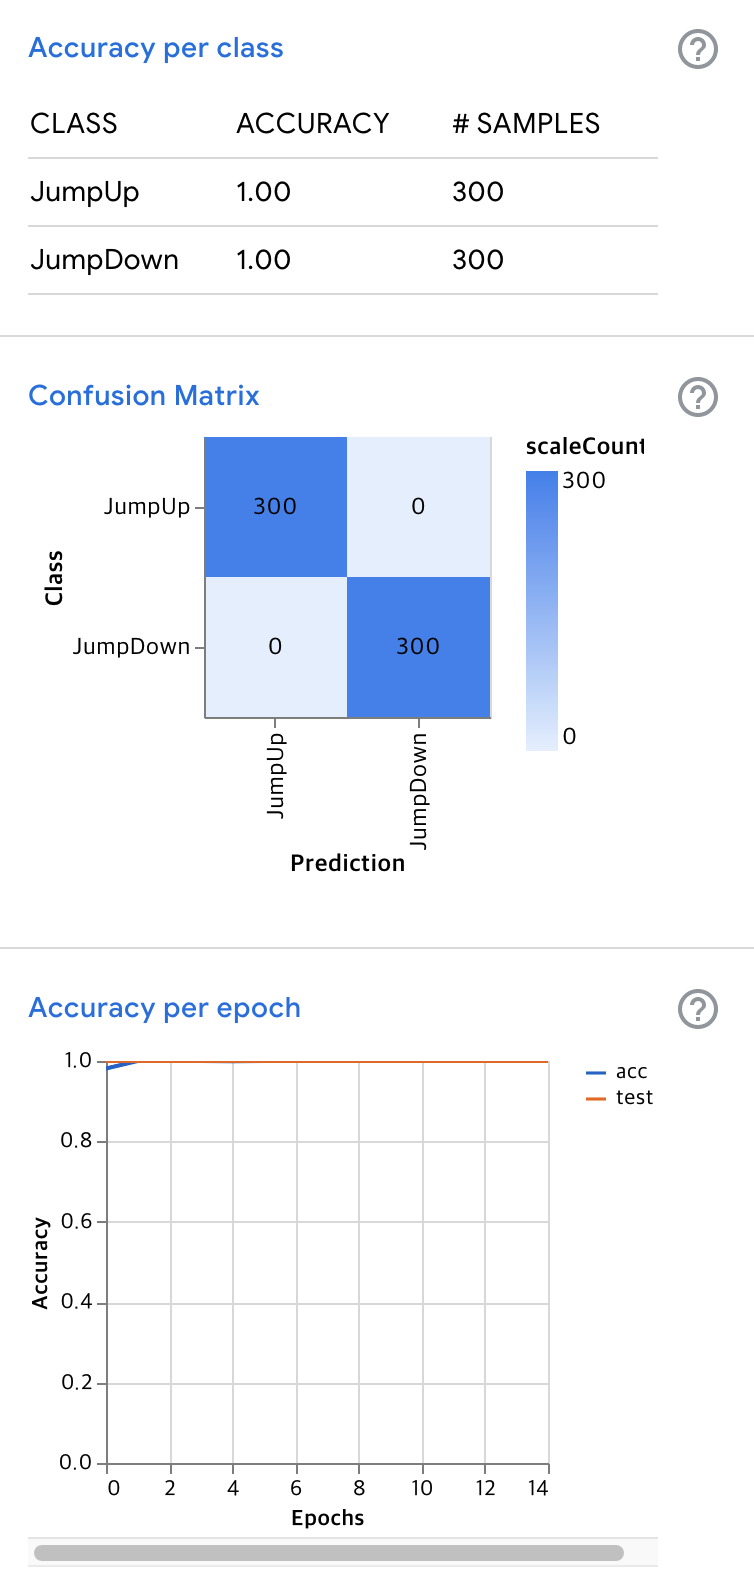 Accuracy per class
CLASS ACCURACY # SAMPLES
JumpUp 1.00 300
JumpDown 1.00 300
Confusion Matrix
scaleCount
300
JumpUp 300 0
Class
JumpDown 0 300
0
JumpUp JumpDown
Prediction
Accuracy per epoch
1.0
acc
test
0.8
0.6
Accuracy
0.4
0.2
0.0
0 2 4 6 8 10 12 14
Epochs